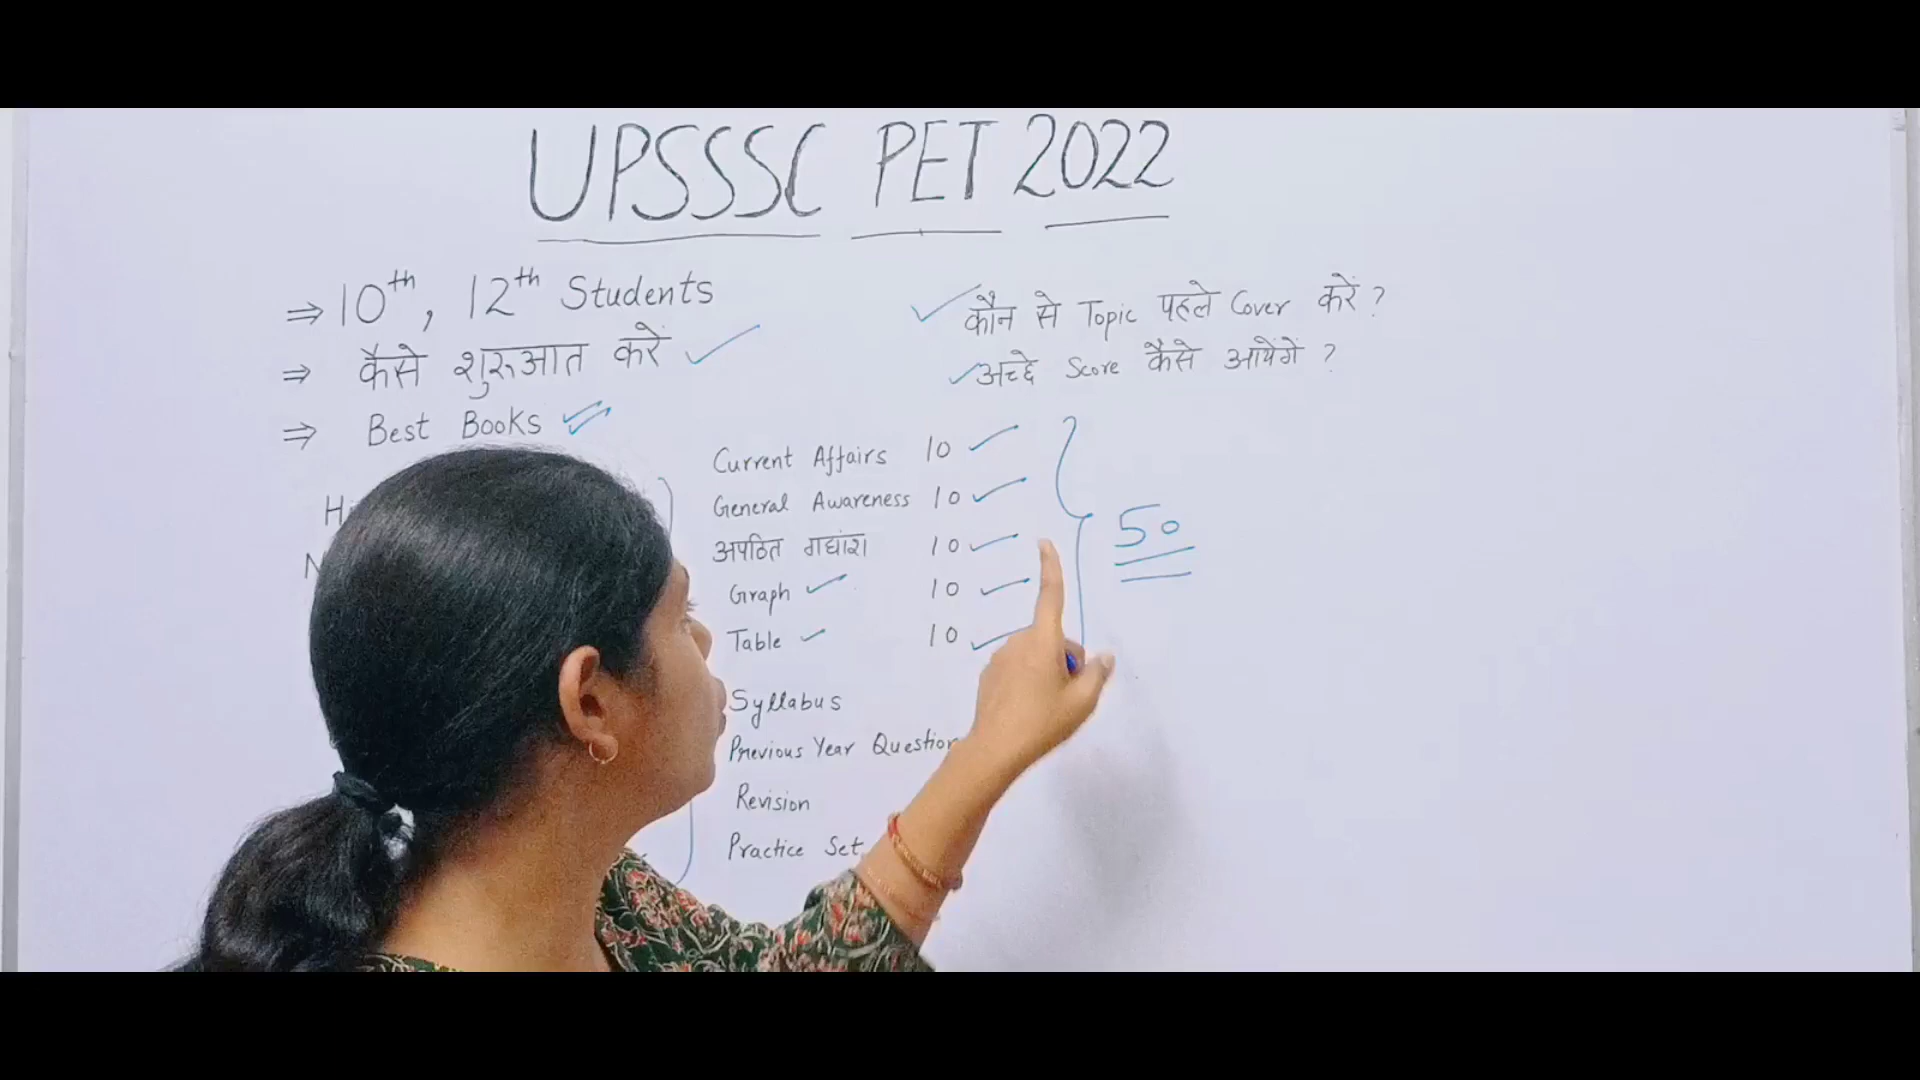 UPSSSC PET 2022
⇒ 10th, 12th Students
⇒ कैसे शुरुआत करें
⇒ Best Books
कौन से Topic पहले Cover करें ?
अच्छे Score कैसे आयेंगें ?
Current Affairs 10
General Awareness 10
अपठित गद्यांश 10
Graph 10
Table 10
50
Syllabus
Previous Year Question
Revision
Practice Set